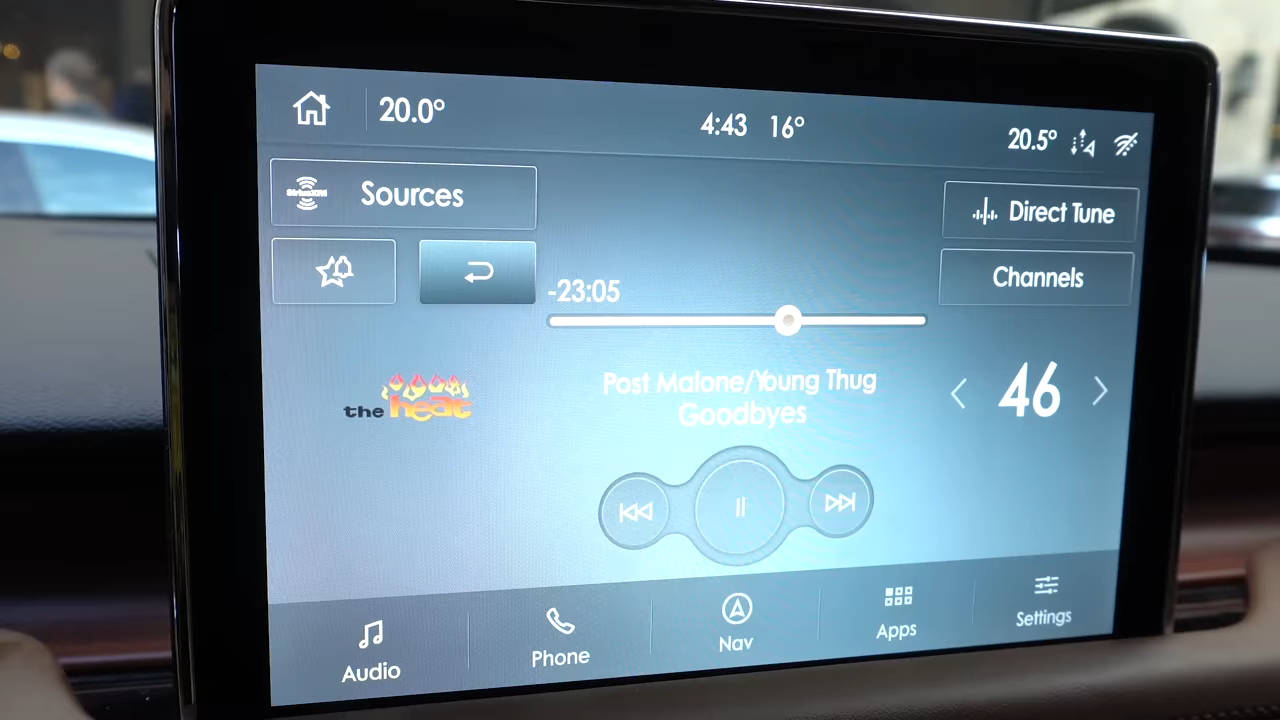 20.0°
4:43 16°
20.5°
SiriusXM
Sources
Direct Tune
Channels
-23:05
the heat
Post Malone/Young Thug
Goodbyes
46
Audio
Phone
Nav
Apps
Settings